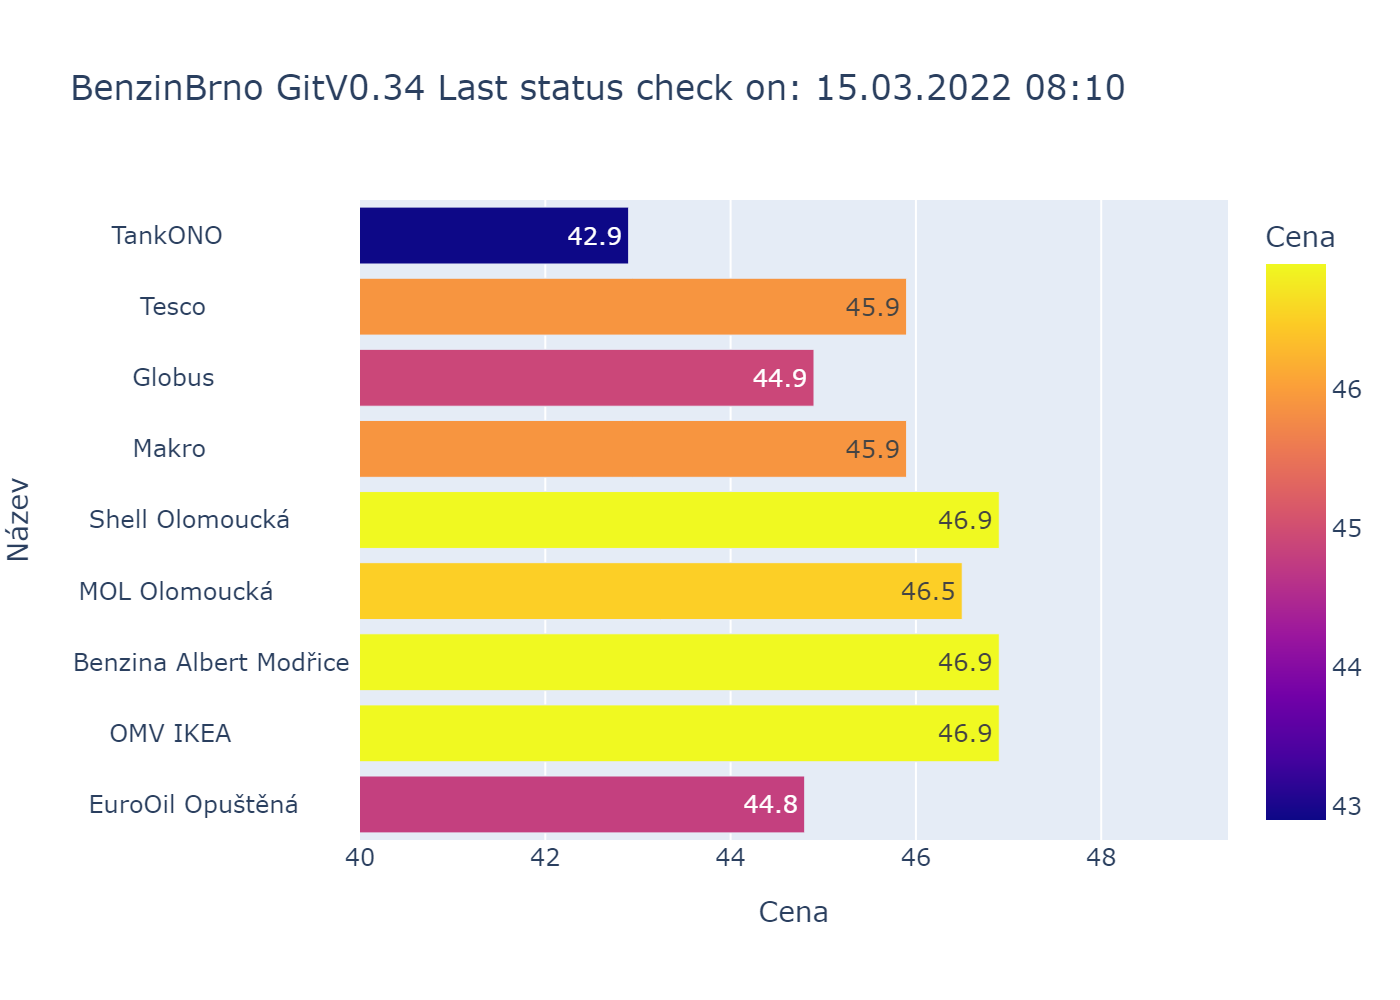 BenzinBrno GitV0.34 Last status check on: 15.03.2022 08:10
Název
TankONO 42.9
Tesco 45.9
Globus 44.9
Makro 45.9
Shell Olomoucká 46.9
MOL Olomoucká 46.5
Benzina Albert Modřice 46.9
OMV IKEA 46.9
EuroOil Opuštěná 44.8
40 42 44 46 48
Cena
Cena
46
45
44
43